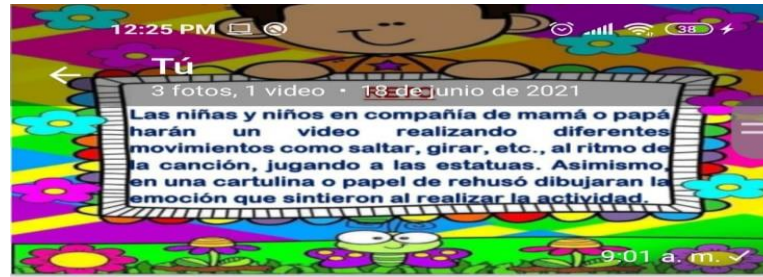 12:25 PM
38
Tú
3 fotos, 1 video • 18 de junio de 2021
Las niñas y niños en compañía de mamá o papá
harán un video realizando diferentes
movimientos como saltar, girar, etc., al ritmo de
la canción, jugando a las estatuas. Asimismo,
en una cartulina o papel de rehusó dibujaran la
emoción que sintieron al realizar la actividad.
9:01 a. m.